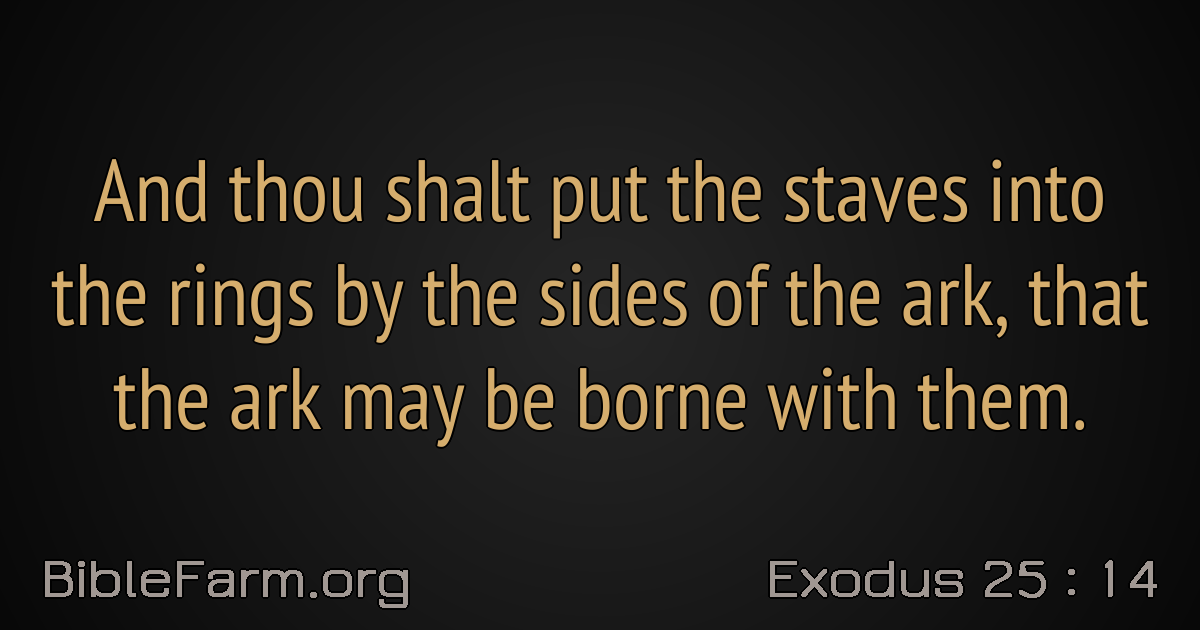 And thou shalt put the staves into
the rings by the sides of the ark, that
the ark may be borne with them.
BibleFarm.org
Exodus 25 : 14